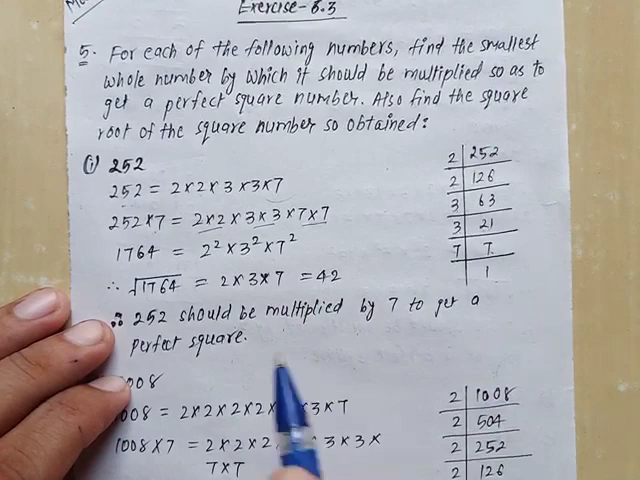 Exercise-6.3
5. For each of the following numbers, find the smallest
whole number by which it should be multiplied so as to
get a perfect square number. Also find the square
root of the square number so obtained:
(i) 252
252 = 2×2×3×3×7
252×7 = 2×2×3×3×7×7
1764 = 2²×3²×7²
∴ √1764 = 2×3×7 = 42
∴ 252 should be multiplied by 7 to get a
perfect square.
2 | 252
2 | 126
3 | 63
3 | 21
7 | 7
1
1008
1008 = 2×2×2×2× 3×7
1008×7 = 2×2×2 3×3×
7×7
2 | 1008
2 | 504
2 | 252
2 | 126